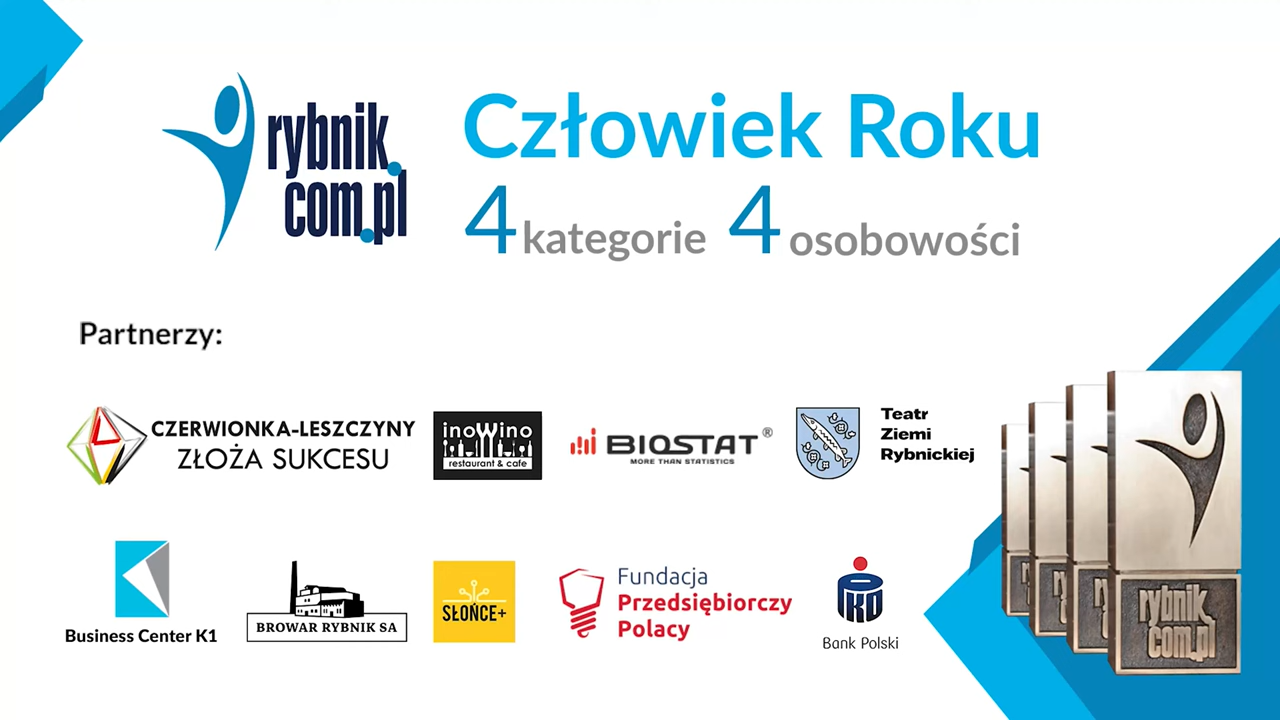 rybnik.
com.pl
Człowiek Roku
4 kategorie 4 osobowości
Partnerzy:
CZERWIONKA-LESZCZYNY
ZŁOŻA SUKCESU
inoWino
restaurant & cafe
BIOSTAT®
MORE THAN STATISTICS
Teatr
Ziemi
Rybnickiej
Business Center K1
BROWAR RYBNIK SA
SŁOŃCE+
Fundacja
Przedsiębiorczy
Polacy
PKO
Bank Polski
rybnik.
com.pl